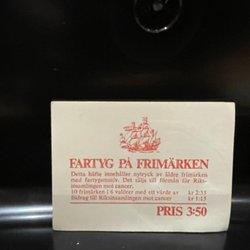 FARTYG PÅ FRIMÄRKEN
Detta häfte innehåller nytryck av äldre frimärken
med fartygsmotiv. Det säljs till förmån för Riks-
insamlingen mot cancer.
10 frimärken i 6 valörer med ett värde av kr 2:35
Bidrag till Riksinsamlingen mot cancer kr 1:15
PRIS 3:50